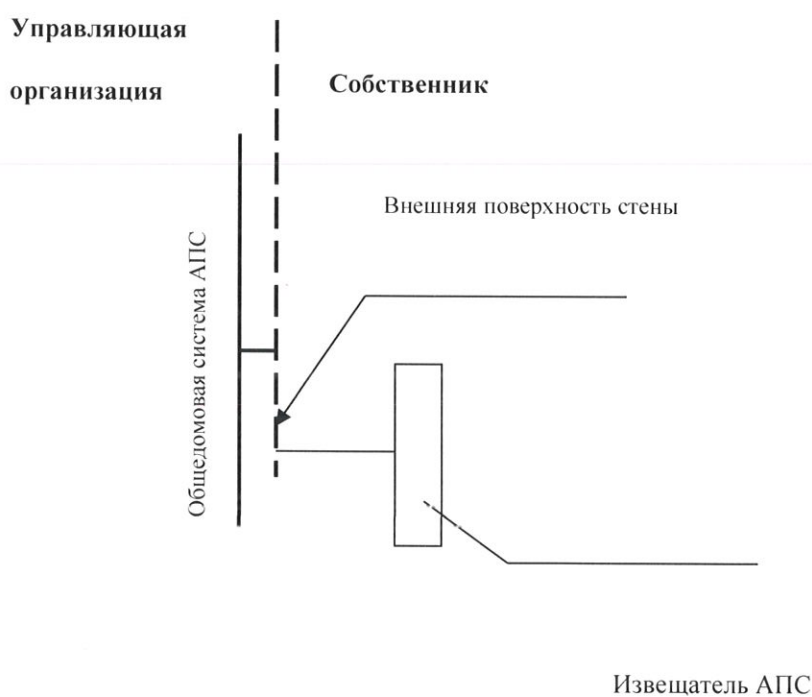 Управляющая
организация
Собственник
Внешняя поверхность стены
Общедомовая система АПС
Извещатель АПС